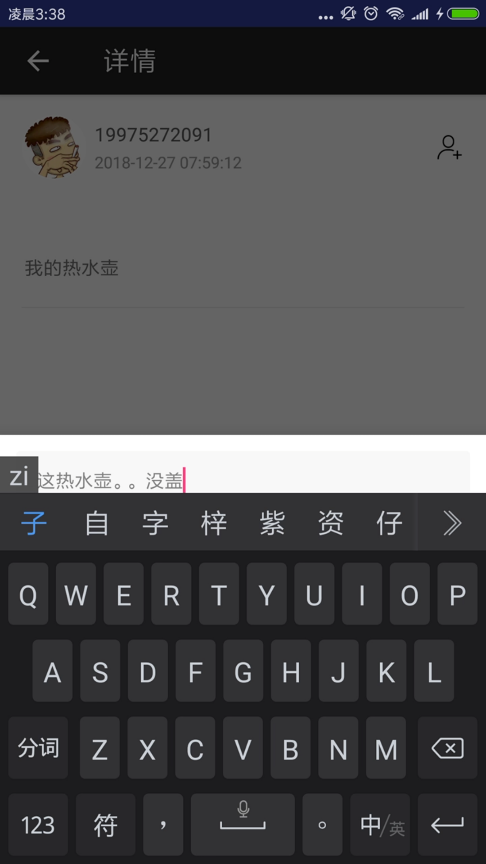 凌晨3:38
详情
19975272091
2018-12-27 07:59:12
我的热水壶
zi
这热水壶。。没盖
子 自 字 梓 紫 资 仔
Q W E R T Y U I O P
A S D F G H J K L
分词 Z X C V B N M
123 符 ， 。 中/英